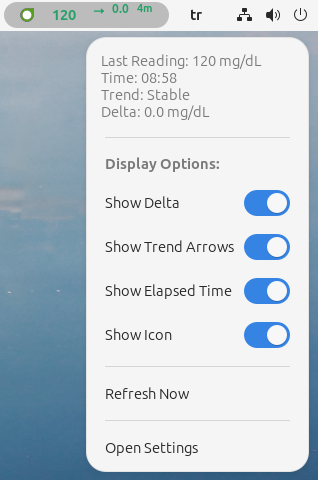 120 → 0.0 4m tr
Last Reading: 120 mg/dL
Time: 08:58
Trend: Stable
Delta: 0.0 mg/dL
Display Options:
Show Delta
Show Trend Arrows
Show Elapsed Time
Show Icon
Refresh Now
Open Settings